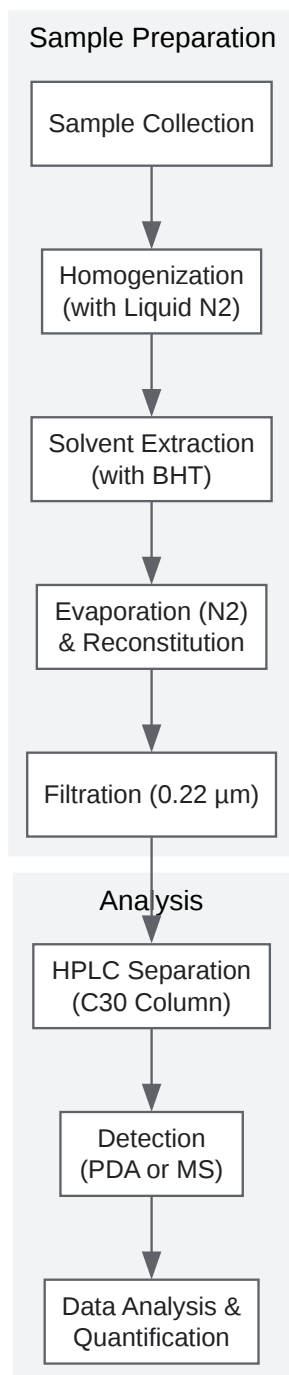 Sample Preparation
Sample Collection
Homogenization
(with Liquid N2)
Solvent Extraction
(with BHT)
Evaporation (N2)
& Reconstitution
Filtration (0.22 µm)
Analysis
HPLC Separation
(C30 Column)
Detection
(PDA or MS)
Data Analysis &
Quantification